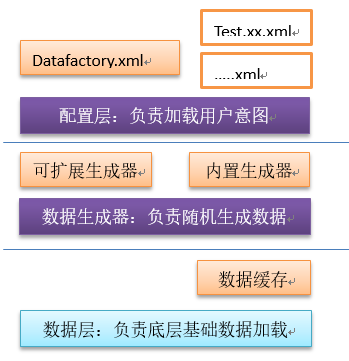 Test.xx.xml
Datafactory.xml
.....xml
配置层：负责加载用户意图
可扩展生成器
内置生成器
数据生成器：负责随机生成数据
数据缓存
数据层：负责底层基础数据加载